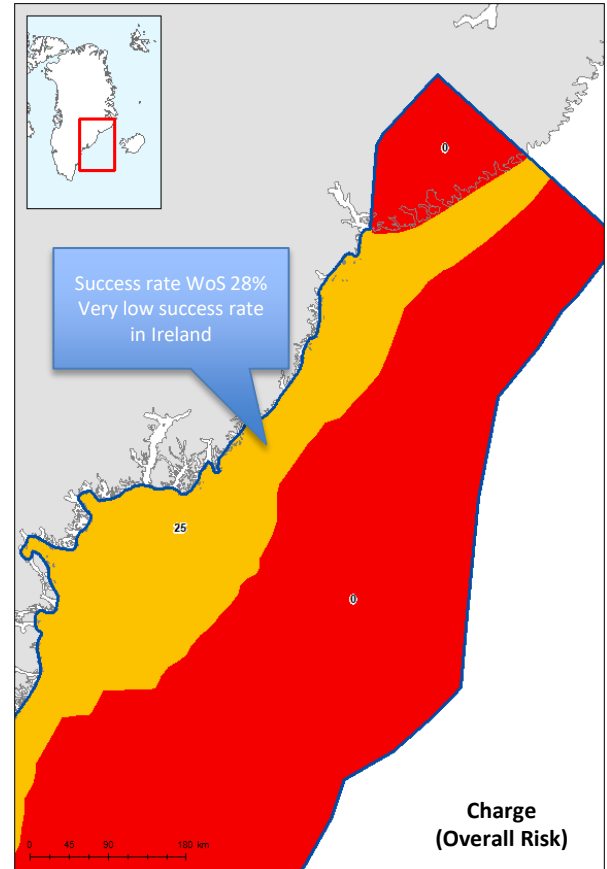 0
Success rate WoS 28%
Very low success rate
in Ireland
25
0
Charge
(Overall Risk)
0 45 90 180 km